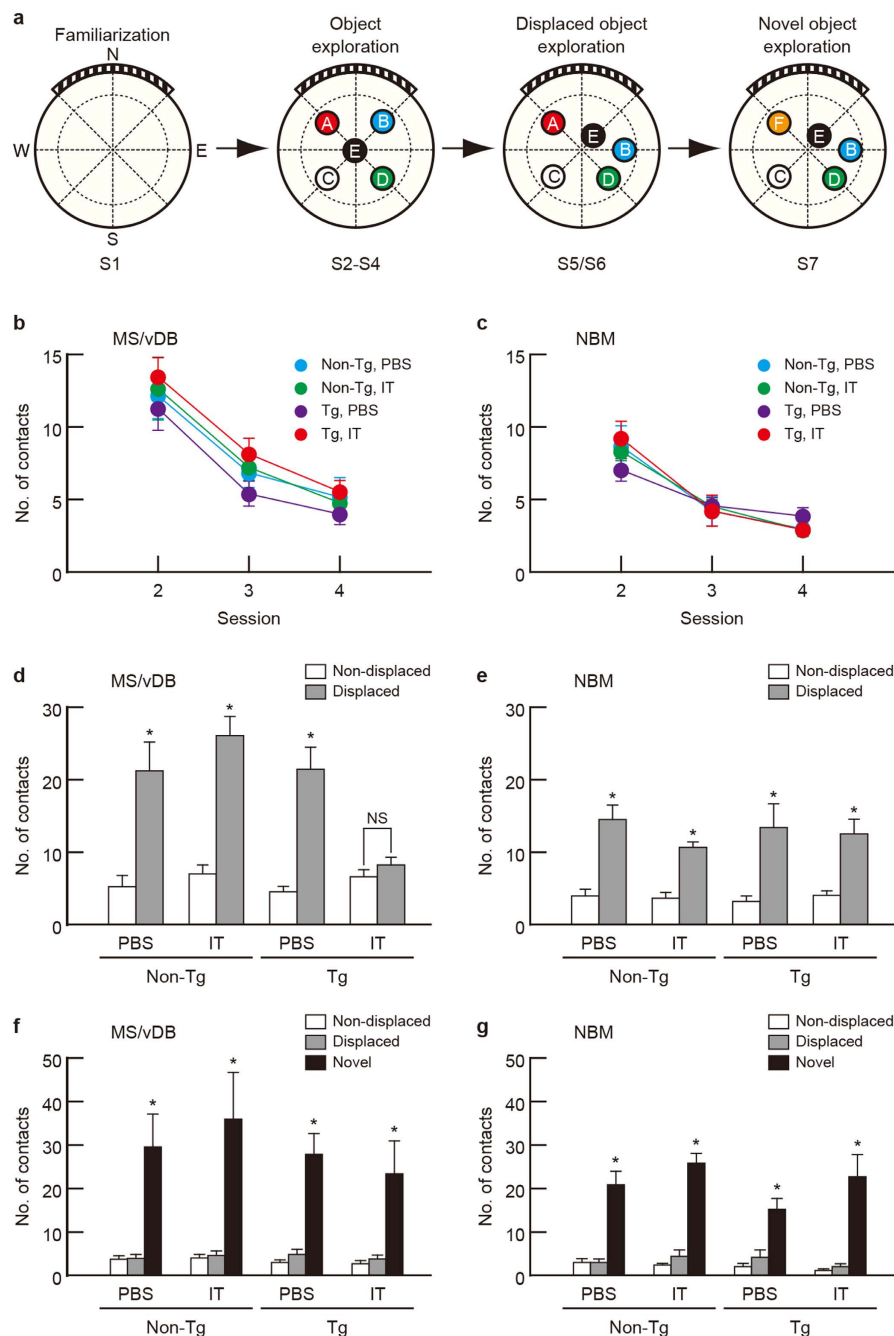 a
Familiarization
Object
exploration
Displaced object
exploration
Novel object
exploration
N
W
E
S
A
B
E
C
D
A
E
B
C
D
F
E
B
C
D
S1
S2-S4
S5/S6
S7
b
MS/vDB
15
10
5
0
No. of contacts
Non-Tg, PBS
Non-Tg, IT
Tg, PBS
Tg, IT
2
3
4
Session
c
NBM
15
10
5
0
No. of contacts
Non-Tg, PBS
Non-Tg, IT
Tg, PBS
Tg, IT
2
3
4
Session
d
MS/vDB
Non-displaced
Displaced
30
20
10
0
No. of contacts
*
*
*
NS
PBS
IT
PBS
IT
Non-Tg
Tg
e
NBM
Non-displaced
Displaced
30
20
10
0
No. of contacts
*
*
*
*
PBS
IT
PBS
IT
Non-Tg
Tg
f
MS/vDB
Non-displaced
Displaced
Novel
50
40
30
20
10
0
No. of contacts
*
*
*
*
PBS
IT
PBS
IT
Non-Tg
Tg
g
NBM
Non-displaced
Displaced
Novel
50
40
30
20
10
0
No. of contacts
*
*
*
*
PBS
IT
PBS
IT
Non-Tg
Tg